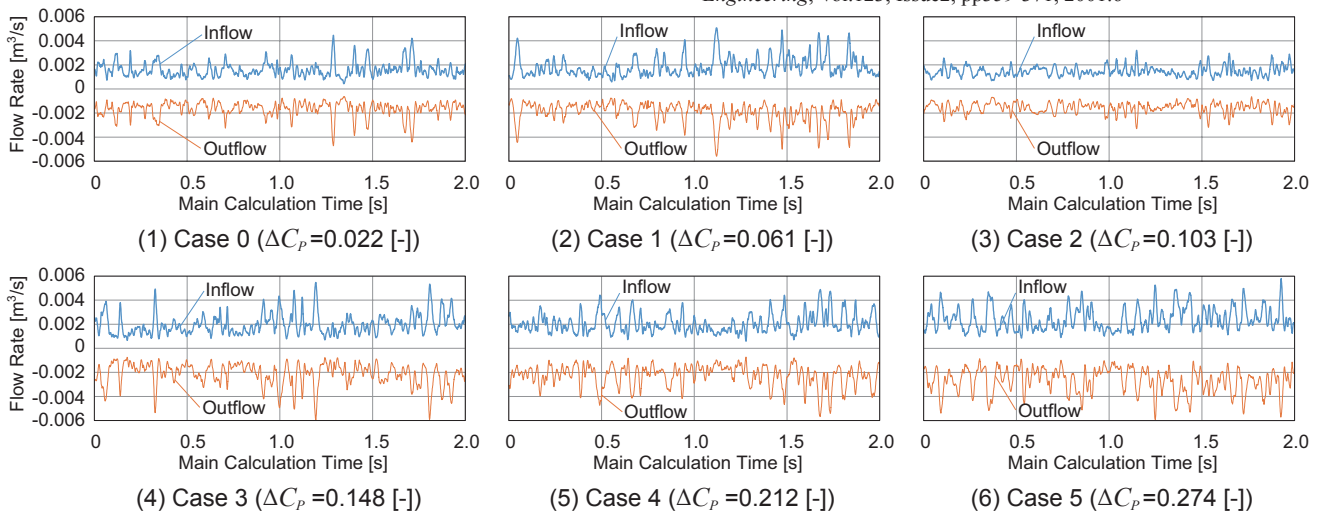 Engineering, Vol.123, Issue2, pp359-371, 2001.6
Flow Rate [m³/s]
0.006
0.004
0.002
0
-0.002
-0.004
-0.006
Inflow
Outflow
Inflow
Outflow
Inflow
Outflow
0 0.5 1.0 1.5 2.0
0 0.5 1.0 1.5 2.0
0 0.5 1.0 1.5 2.0
Main Calculation Time [s]
Main Calculation Time [s]
Main Calculation Time [s]
(1) Case 0 (ΔC_P=0.022 [-])
(2) Case 1 (ΔC_P=0.061 [-])
(3) Case 2 (ΔC_P=0.103 [-])
Flow Rate [m³/s]
0.006
0.004
0.002
0
-0.002
-0.004
-0.006
Inflow
Outflow
Inflow
Outflow
Inflow
Outflow
0 0.5 1.0 1.5 2.0
0 0.5 1.0 1.5 2.0
0 0.5 1.0 1.5 2.0
Main Calculation Time [s]
Main Calculation Time [s]
Main Calculation Time [s]
(4) Case 3 (ΔC_P=0.148 [-])
(5) Case 4 (ΔC_P=0.212 [-])
(6) Case 5 (ΔC_P=0.274 [-])